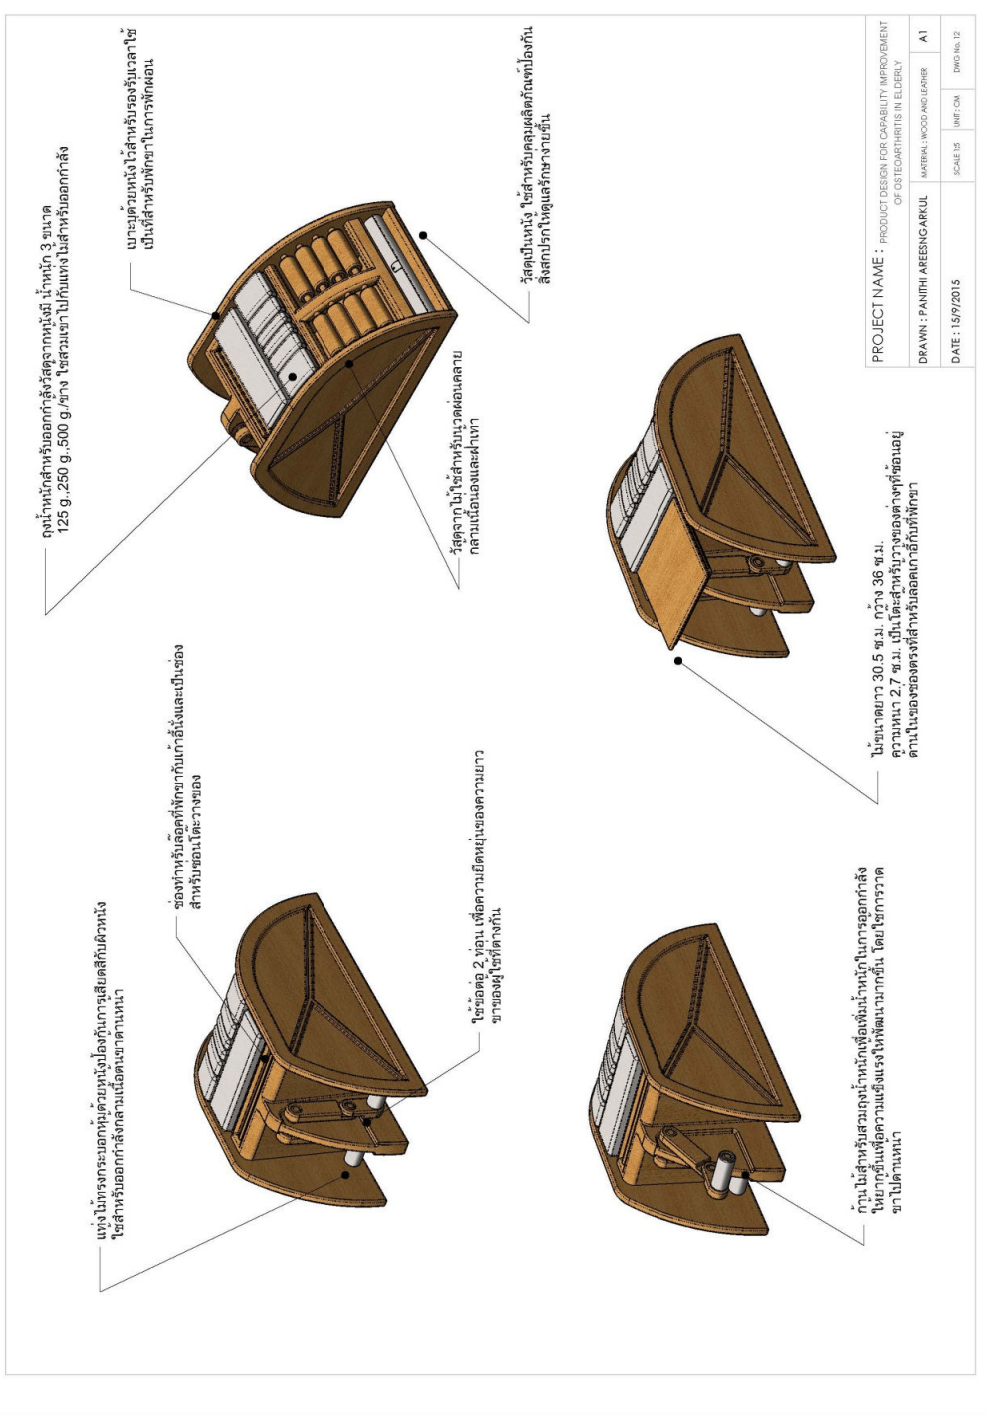 แท่งไม้ทรงกระบอกหุ้มด้วยหนังป้องกันการเสียดสีกับผิวหนัง
ใช้สำหรับออกกำลังกล้ามเนื้อต้นขาด้านหน้า
ช่องทำหรับล๊อคที่พักขากับเก้าอี้นั่งและเป็นช่อง
สำหรับซ่อนโต๊ะวางของ
ถุงน้ำหนักสำหรับออกกำลังวัสดุจากหนังมี น้ำหนัก 3 ขนาด
125 g.,250 g.,500 g./ข้าง ใช้สวมเข้าไปกับแท่งไม้สำหรับออกกำลัง
เบาะบุด้วยหนังไว้สำหรับรองรับเวลาใช้
เป็นที่สำหรับพักขาในการพักผ่อน
ใช้ข้อต่อ 2 ท่อน เพื่อความยืดหยุ่นของความยาว
ขาของผู้ใช้ที่ต่างกัน
วัสดุจากไม้ใช้สำหรับนวดผ่อนคลาย
กลามเนื้อน่องและฝ่าเท้า
วัสดุเป็นหนัง ใช้สำหรับคลุมผลิตภัณฑ์ป้องกัน
สิ่งสกปรกให้ดูแลรักษาง่ายขึ้น
ก้านไม้สำหรับสวมถุงน้ำหนักเพื่อเพิ่มน้ำหนักในการออกกำลัง
ให้ยากขึ้นเพื่อความแข็งแรงให้พัฒนามากขึ้น โดยใช้การวาด
ขาไปด้านหน้า
ไม้ขนาดยาว 30.5 ซ.ม. กว้าง 36 ซ.ม.
ความหนา 2.7 ซ.ม. เป็นโต๊ะสำหรับวางของต่างๆที่ซ้อนอยู่
ด้านในของช่องตรงที่สำหรับลอคเก้าอี้กับที่พักขา
PROJECT NAME : PRODUCT DESIGN FOR CAPABILITY IMPROVEMENT
OF OSTEOARTHRITIS IN ELDERLY
DRAWN : PANITHI AREESNGARKUL
MATERIAL : WOOD AND LEATHER
A1
DATE : 15/9/2015
SCALE 1:5
UNIT : CM
DWG No. 12